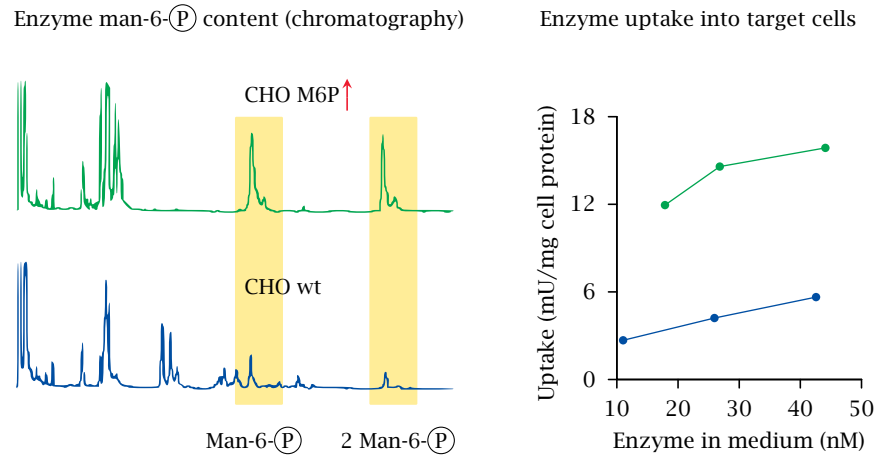 Enzyme man-6-Ⓟ content (chromatography)
CHO M6P↑
CHO wt
Man-6-Ⓟ
2 Man-6-Ⓟ
Enzyme uptake into target cells
Uptake (mU/mg cell protein)
18
12
6
0
10 20 30 40 50
Enzyme in medium (nM)